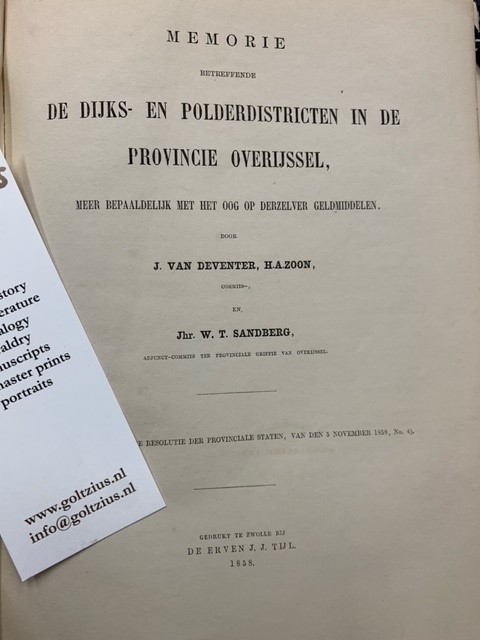 MEMORIE
BETREFFENDE
DE DIJKS- EN POLDERDISTRICTEN IN DE
PROVINCIE OVERIJSSEL,
MEER BEPAALDELIJK MET HET OOG OP DERZELVER GELDMIDDELEN.
DOOR
J. VAN DEVENTER, H.A.ZOON,
COMMIES-,
EN
Jhr. W. T. SANDBERG,
ADJUNCT-COMMIES TER PROVINCIALE GRIFFIE VAN OVERIJSSEL.
RESOLUTIE DER PROVINCIALE STATEN, VAN DEN 5 NOVEMBER 1858, No. 4).
GEDRUKT TE ZWOLLE BIJ
DE ERVEN J. J. TIJL.
1858.
story
erature
alogy
aldry
nuscripts
master prints
portraits
www.goltzius.nl
info@goltzius.nl